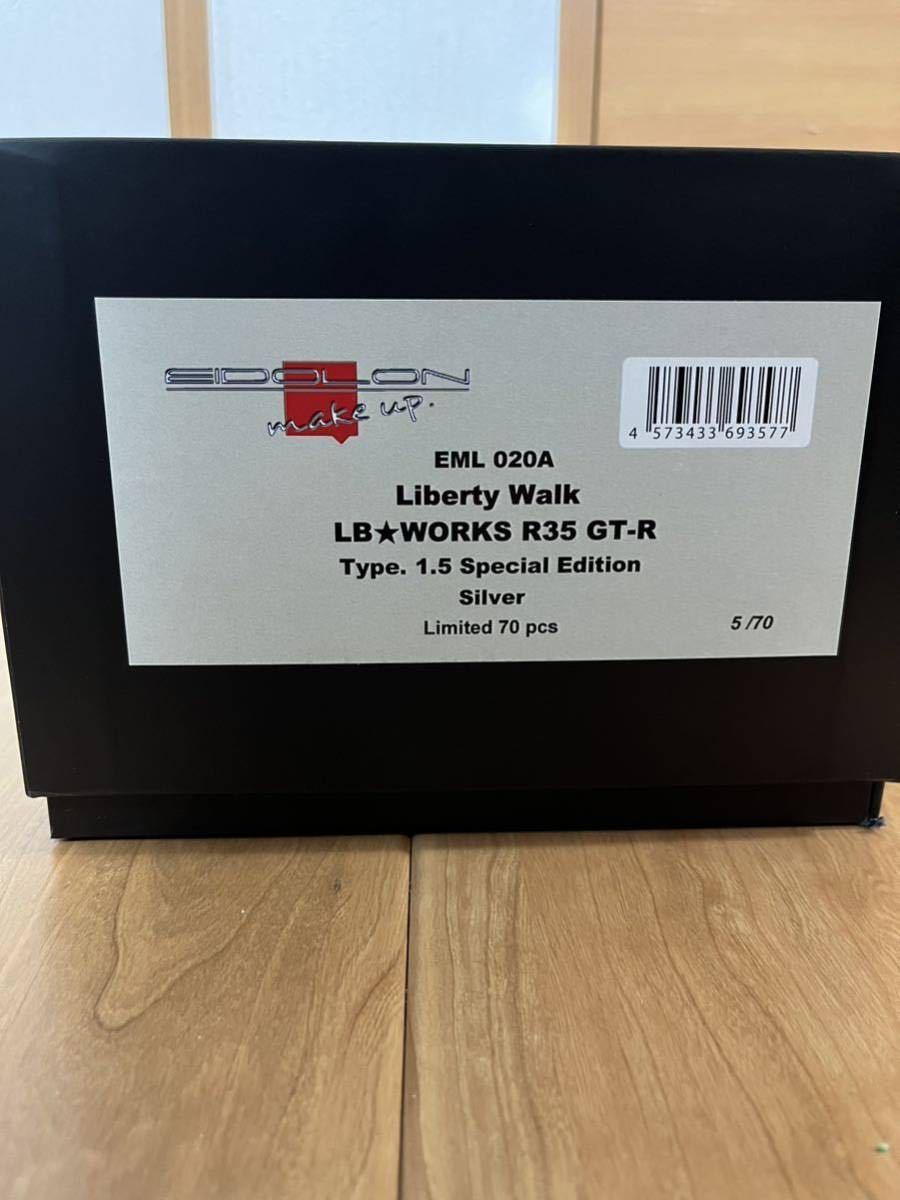 EIDOLON
make up.
4 573433 693577
EML 020A
Liberty Walk
LB★WORKS R35 GT-R
Type. 1.5 Special Edition
Silver
Limited 70 pcs
5 /70